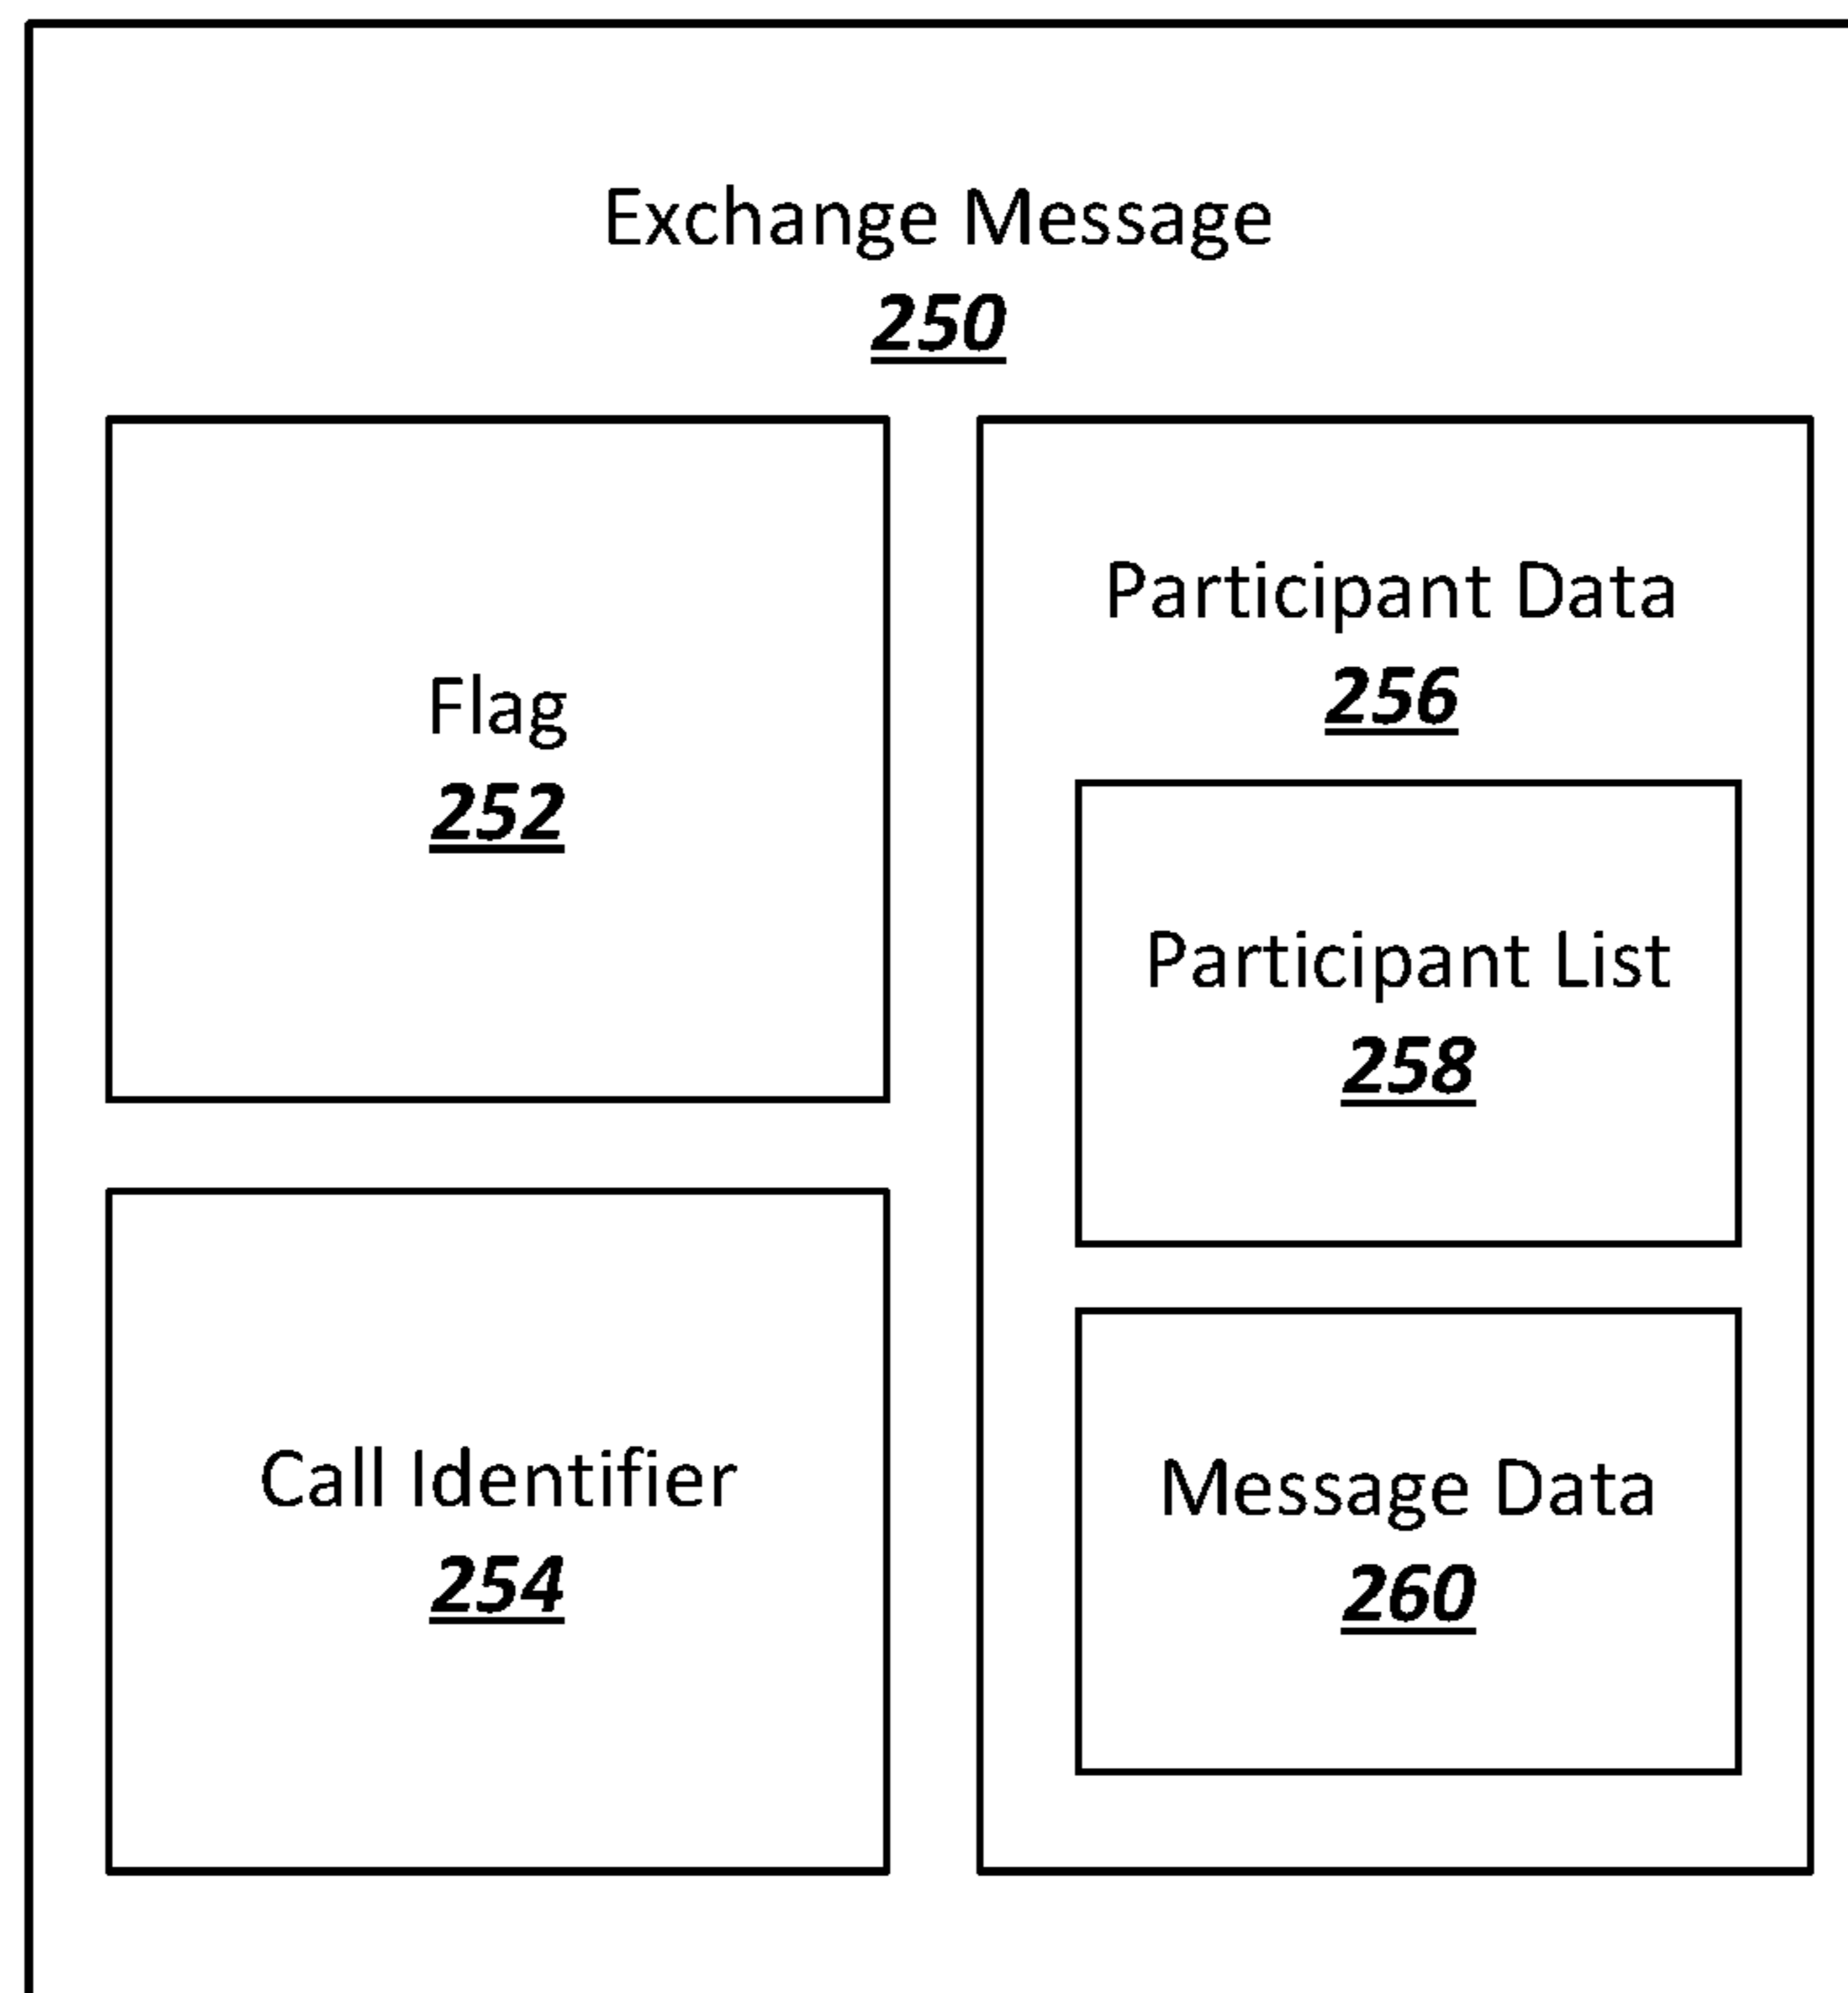 Exchange Message
250
Flag
252
Call Identifier
254
Participant Data
256
Participant List
258
Message Data
260